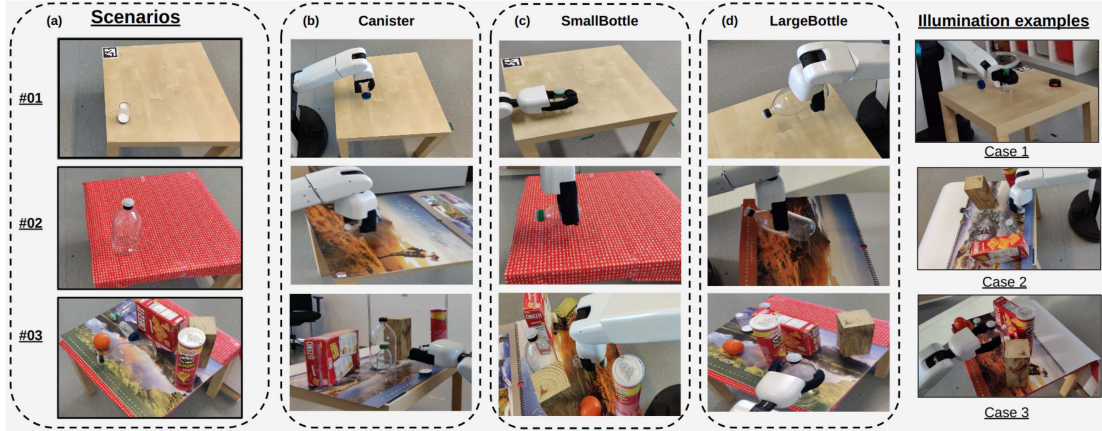 (a) Scenarios
(b) Canister
(c) SmallBottle
(d) LargeBottle
Illumination examples
#01
Case 1
#02
Case 2
#03
Case 3